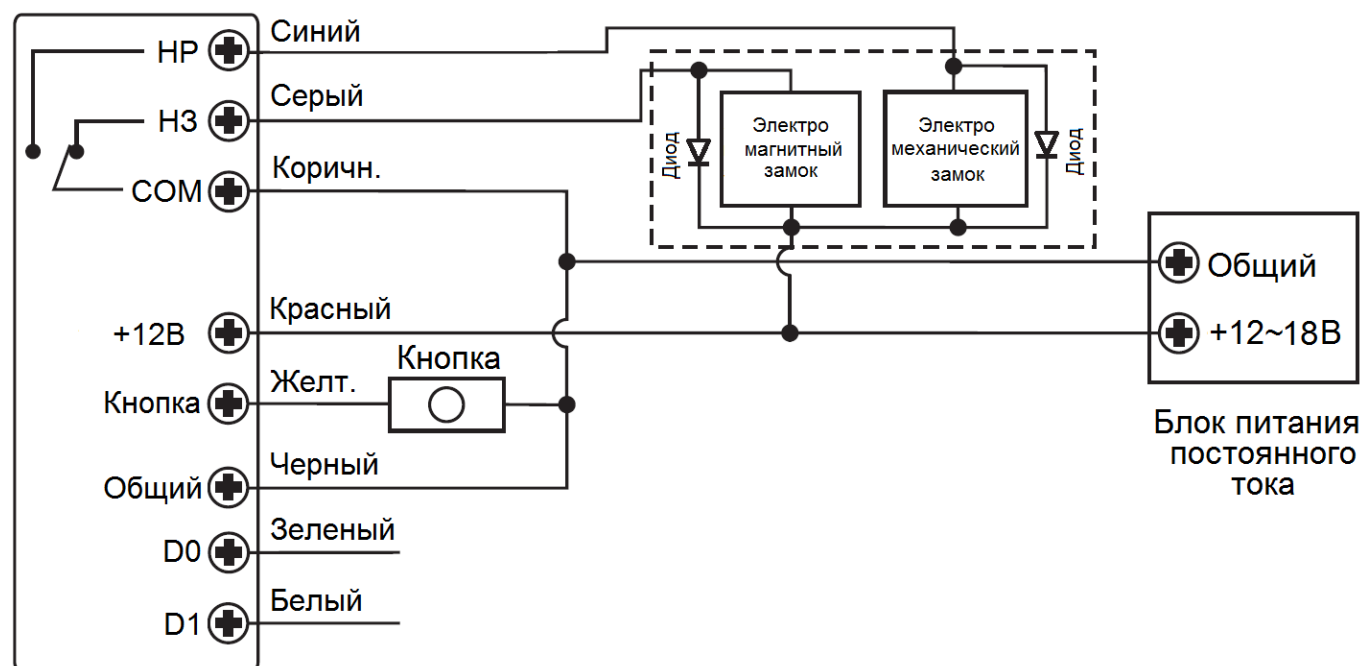 НР
Синий
НЗ
Серый
COM
Коричн.
+12В
Красный
Кнопка
Желт.
Кнопка
Общий
Черный
D0
Зеленый
D1
Белый
Диод
Электро
магнитный
замок
Электро
механический
замок
Диод
Общий
+12~18В
Блок питания
постоянного
тока